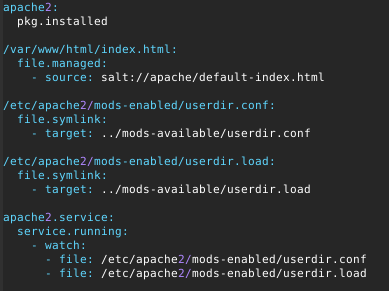 apache2:
  pkg.installed

/var/www/html/index.html:
  file.managed:
    - source: salt://apache/default-index.html

/etc/apache2/mods-enabled/userdir.conf:
  file.symlink:
    - target: ../mods-available/userdir.conf

/etc/apache2/mods-enabled/userdir.load:
  file.symlink:
    - target: ../mods-available/userdir.load

apache2.service:
  service.running:
    - watch:
      - file: /etc/apache2/mods-enabled/userdir.conf
      - file: /etc/apache2/mods-enabled/userdir.load